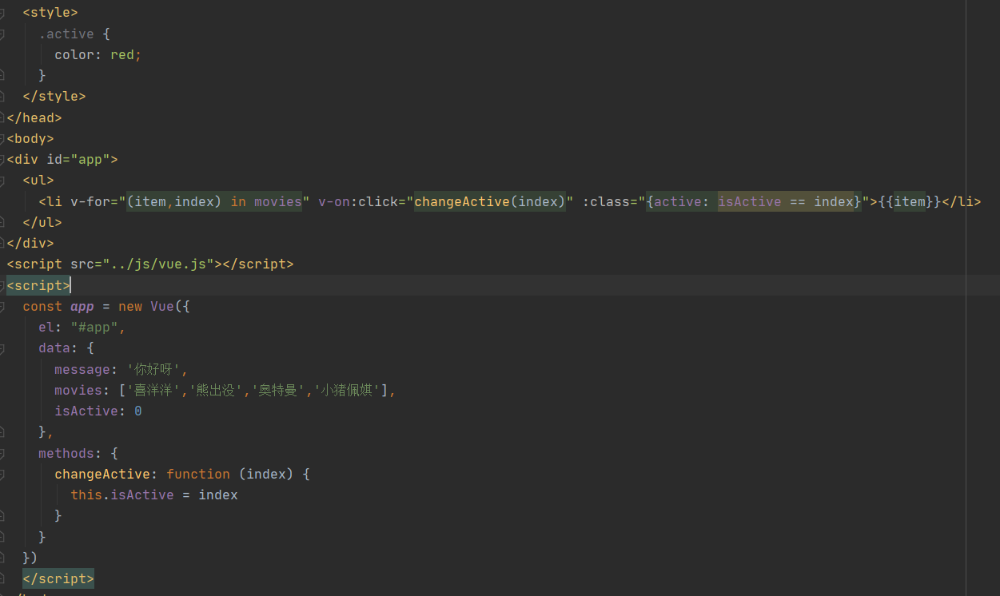 <style>
.active {
color: red;
}
</style>
</head>
<body>
<div id="app">
<ul>
<li v-for="(item,index) in movies" v-on:click="changeActive(index)" :class="{active: isActive == index}">{{item}}</li>
</ul>
</div>
<script src="../js/vue.js"></script>
<script>
const app = new Vue({
el: "#app",
data: {
message: '你好呀',
movies: ['喜洋洋','熊出没','奥特曼','小猪佩娸'],
isActive: 0
},
methods: {
changeActive: function (index) {
this.isActive = index
}
}
})
</script>